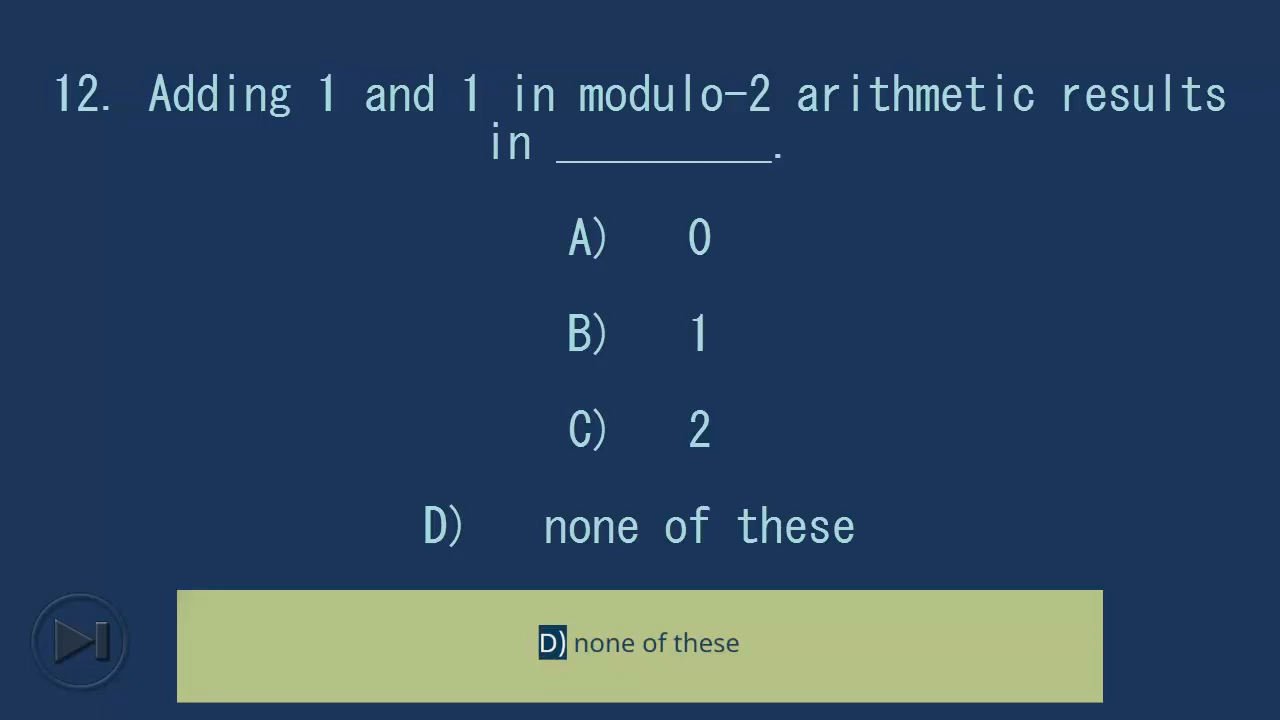 12. Adding 1 and 1 in modulo-2 arithmetic results
in _________.
A) 0
B) 1
C) 2
D) none of these
D) none of these